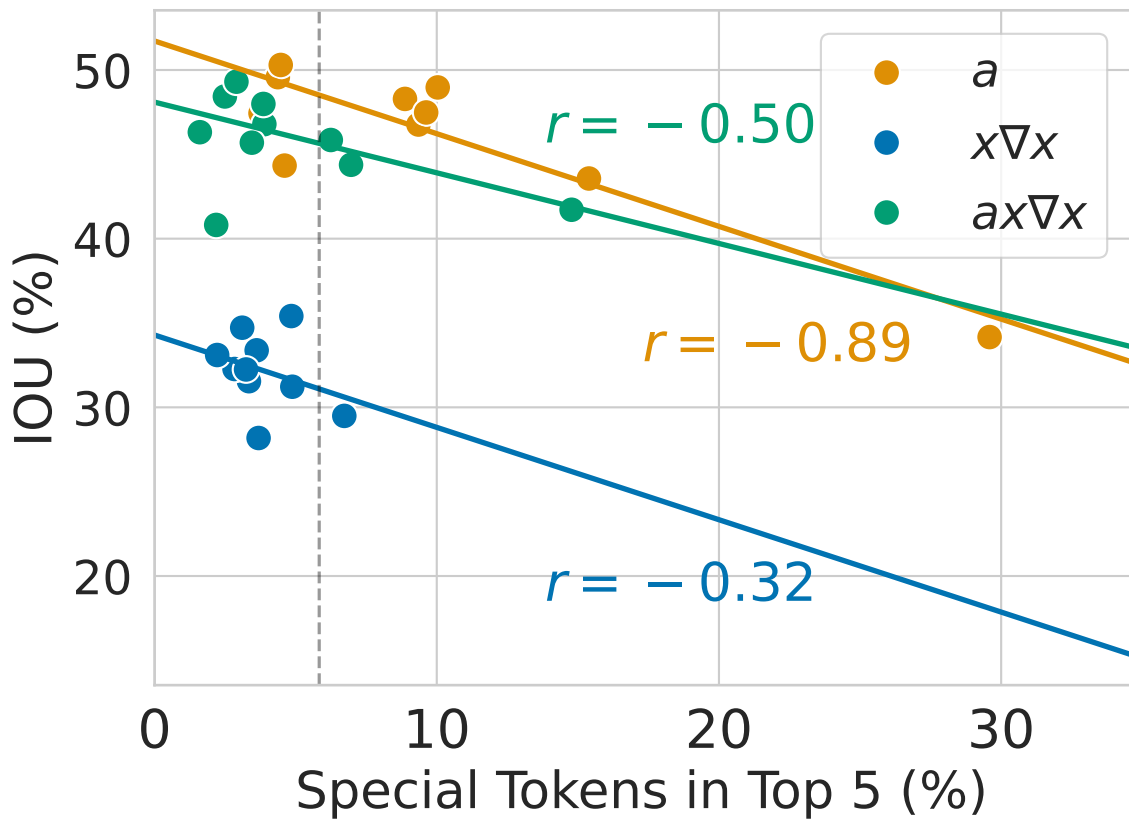 50
40
30
20
0
10
20
30
IOU (%)
Special Tokens in Top 5 (%)
a
x∇x
ax∇x
r = −0.50
r = −0.89
r = −0.32